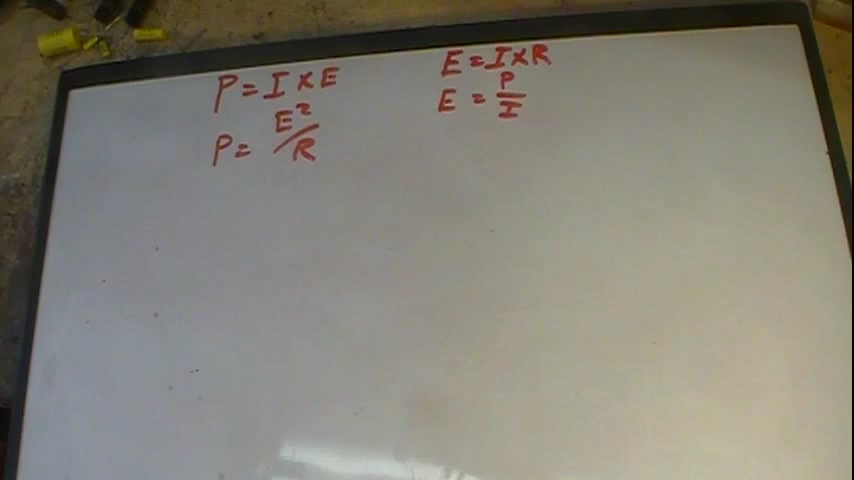 P = I × E
P = E²/R
E = I × R
E = P/I